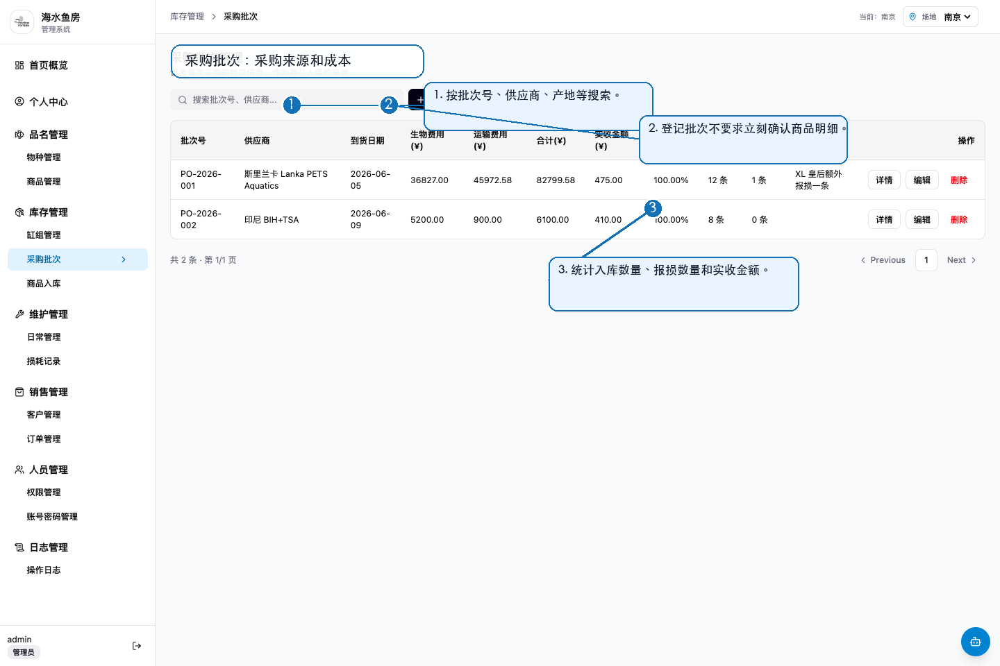 海水鱼房
管理系统
首页概览
个人中心
品名管理
物种管理
商品管理
库存管理
缸组管理
采购批次
商品入库
维护管理
日常管理
损耗记录
销售管理
客户管理
订单管理
人员管理
权限管理
账号密码管理
日志管理
操作日志
admin
管理员
库存管理 > 采购批次
当前：南京
场地 南京
采购批次：采购来源和成本
搜索批次号、供应商...
1
2
+
1. 按批次号、供应商、产地等搜索。
2. 登记批次不要求立刻确认商品明细。
批次号 供应商 到货日期 生物费用(¥) 运输费用(¥) 合计(¥) 实收金额(¥) 操作
PO-2026-001 斯里兰卡 Lanka PETS Aquatics 2026-06-05 36827.00 45972.58 82799.58 475.00 100.00% 12 条 1 条 XL 皇后额外报损一条 详情 编辑 删除
PO-2026-002 印尼 BIH+TSA 2026-06-09 5200.00 900.00 6100.00 410.00 100.00% 8 条 0 条 详情 编辑 删除
3
共 2 条 · 第 1/1 页
Previous 1 Next
3. 统计入库数量、报损数量和实收金额。